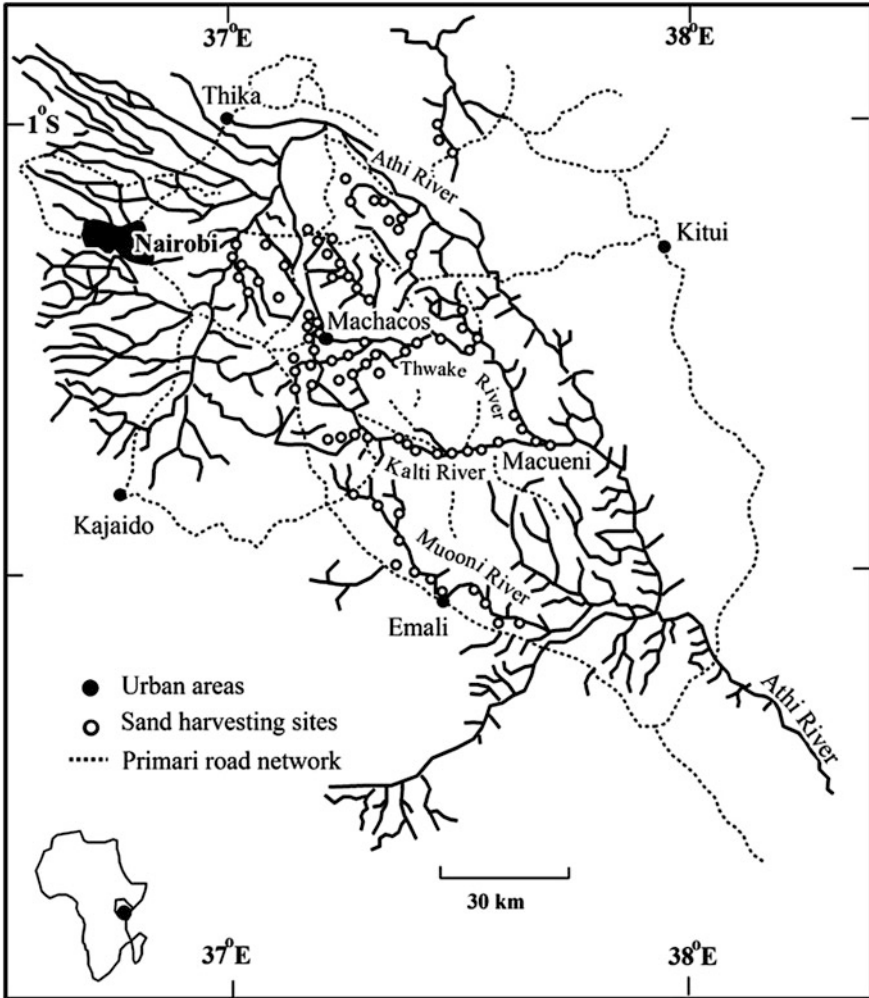 37°E
38°E
Thika
1°S
Athi River
Kitui
Nairobi
Machacos
Thwake
River
Kalti River
Macueni
Kajaido
Muooni River
Emali
Urban areas
Sand harvesting sites
Primari road network
Athi River
30 km
37°E
38°E